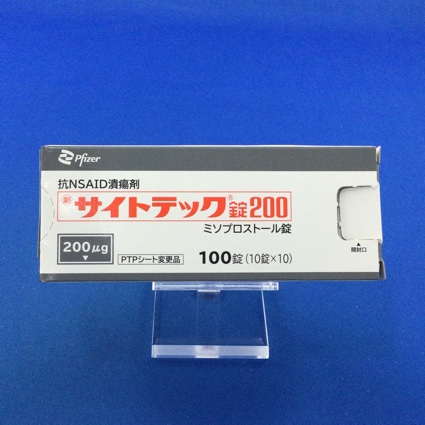 Pfizer
抗NSAID潰瘍剤
劇 サイトテック®錠200
ミソプロストール錠
200μg
PTPシート変更品
100錠(10錠×10)
開封口